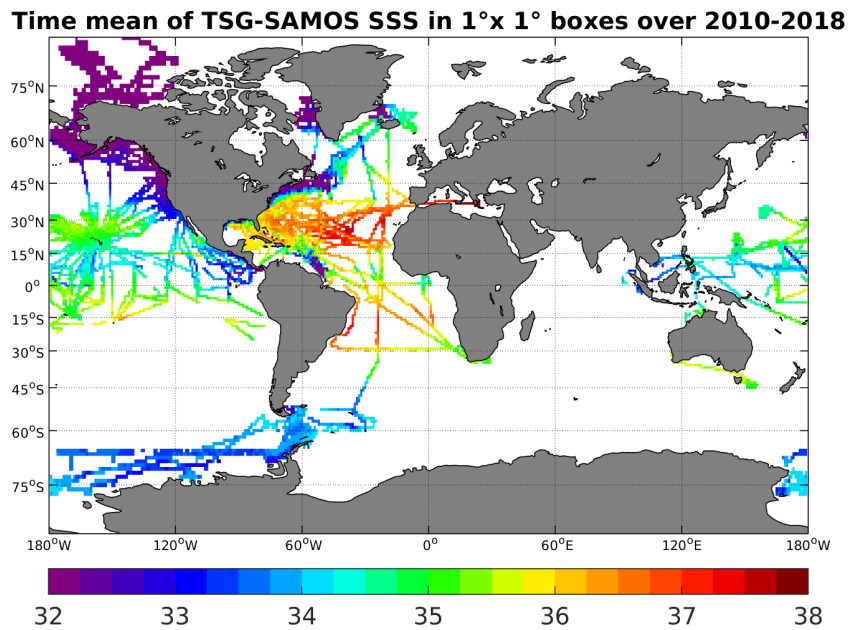 Time mean of TSG-SAMOS SSS in 1°x 1° boxes over 2010-2018
75°N
60°N
45°N
30°N
15°N
0°
15°S
30°S
45°S
60°S
75°S
180°W 120°W 60°W 0° 60°E 120°E 180°W
32 33 34 35 36 37 38